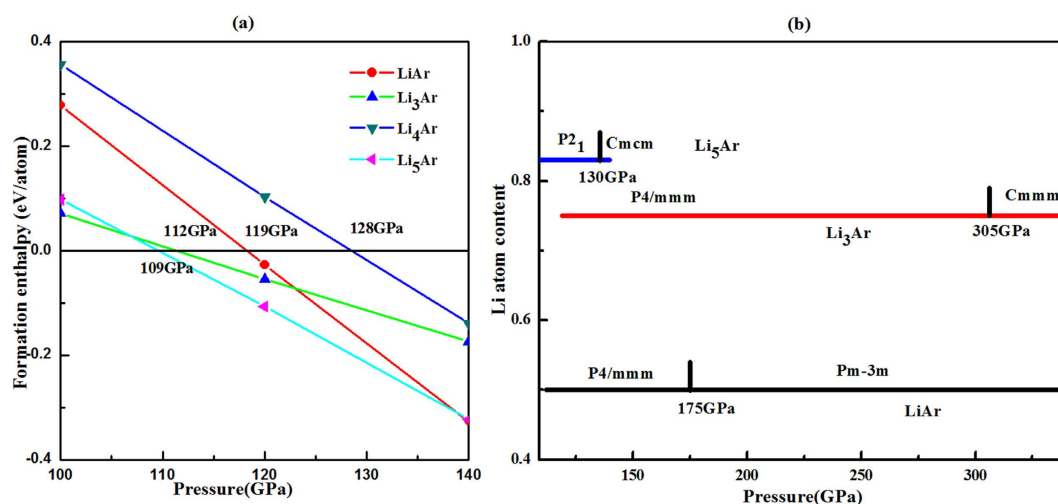 (a)
0.4
0.2
0.0
-0.2
-0.4
Formation enthalpy (eV/atom)
LiAr
Li₃Ar
Li₄Ar
Li₅Ar
112GPa
119GPa
128GPa
109GPa
100
110
120
130
140
Pressure(GPa)
(b)
1.0
0.8
0.6
0.4
Li atom content
P2₁
Cmcm
Li₅Ar
130GPa
P4/mmm
Cmmm
Li₃Ar
305GPa
P4/mmm
Pm-3m
175GPa
LiAr
150
200
250
300
Pressure(GPa)